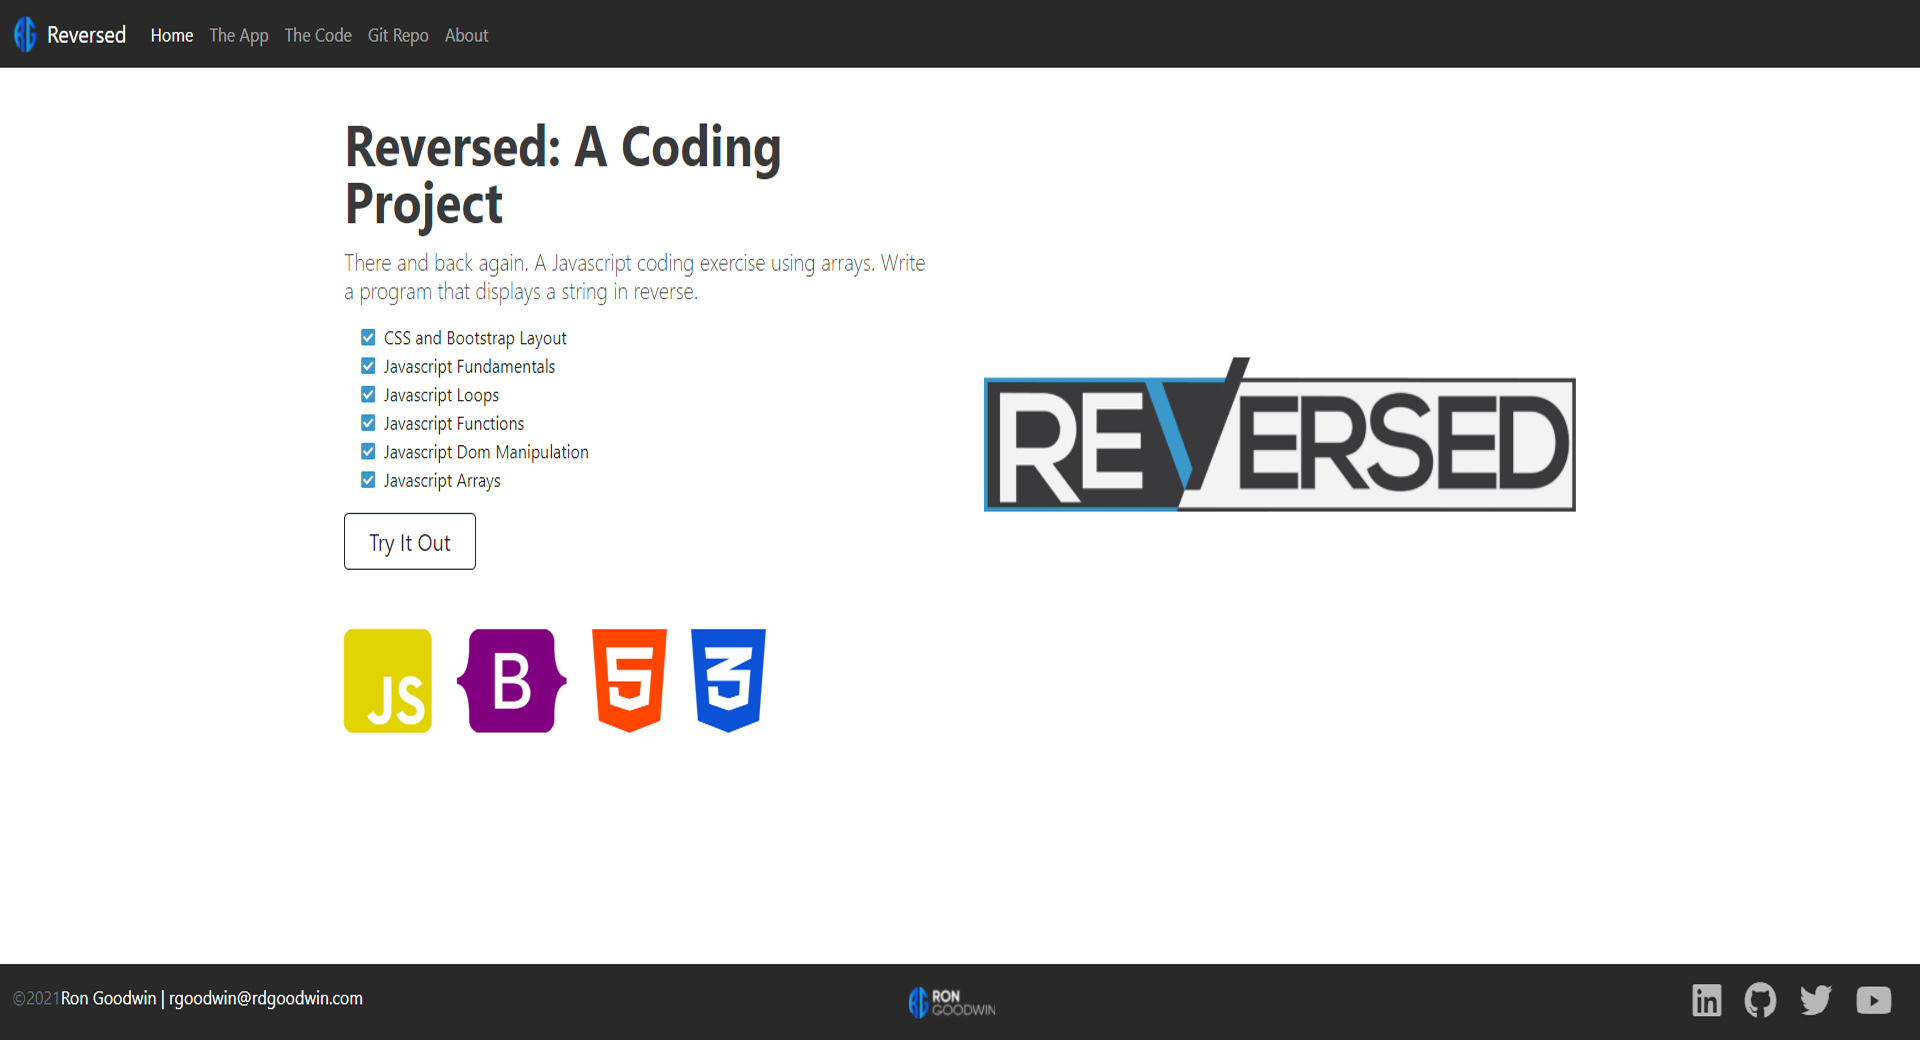 Reversed Home The App The Code Git Repo About
Reversed: A Coding
Project
There and back again. A Javascript coding exercise using arrays. Write
a program that displays a string in reverse.
CSS and Bootstrap Layout
Javascript Fundamentals
Javascript Loops
Javascript Functions
Javascript Dom Manipulation
Javascript Arrays
Try It Out
REVERSED
JS B 5 3
©2021Ron Goodwin | rgoodwin@rdgoodwin.com
RG RON
GOODWIN
in